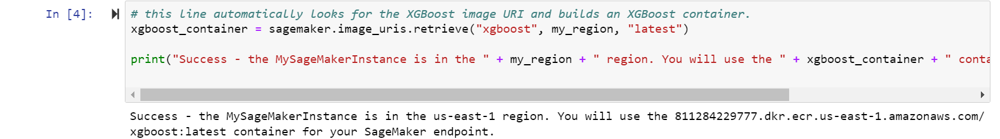 In [4]:
# this line automatically looks for the XGBoost image URI and builds an XGBoost container.
xgboost_container = sagemaker.image_uris.retrieve("xgboost", my_region, "latest")
print("Success - the MySageMakerInstance is in the " + my_region + " region. You will use the " + xgboost_container + " conta
Success - the MySageMakerInstance is in the us-east-1 region. You will use the 811284229777.dkr.ecr.us-east-1.amazonaws.com/
xgboost:latest container for your SageMaker endpoint.